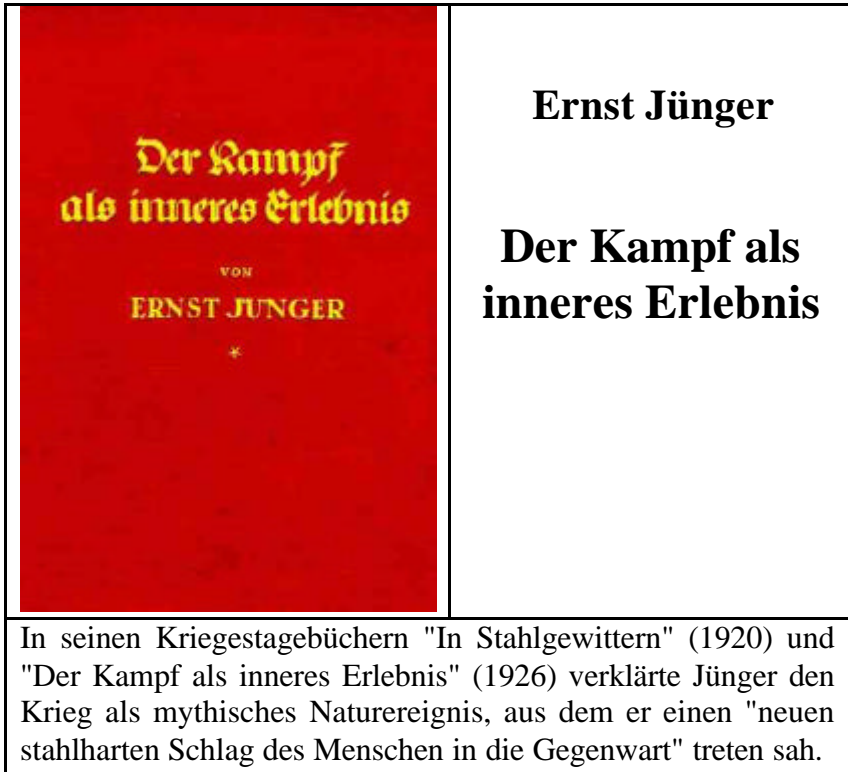 Der Kampf
als inneres Erlebnis
VON
ERNST JÜNGER
*
Ernst Jünger
Der Kampf als
inneres Erlebnis
In seinen Kriegestagebüchern "In Stahlgewittern" (1920) und
"Der Kampf als inneres Erlebnis" (1926) verklärte Jünger den
Krieg als mythisches Naturereignis, aus dem er einen "neuen
stahlharten Schlag des Menschen in die Gegenwart" treten sah.